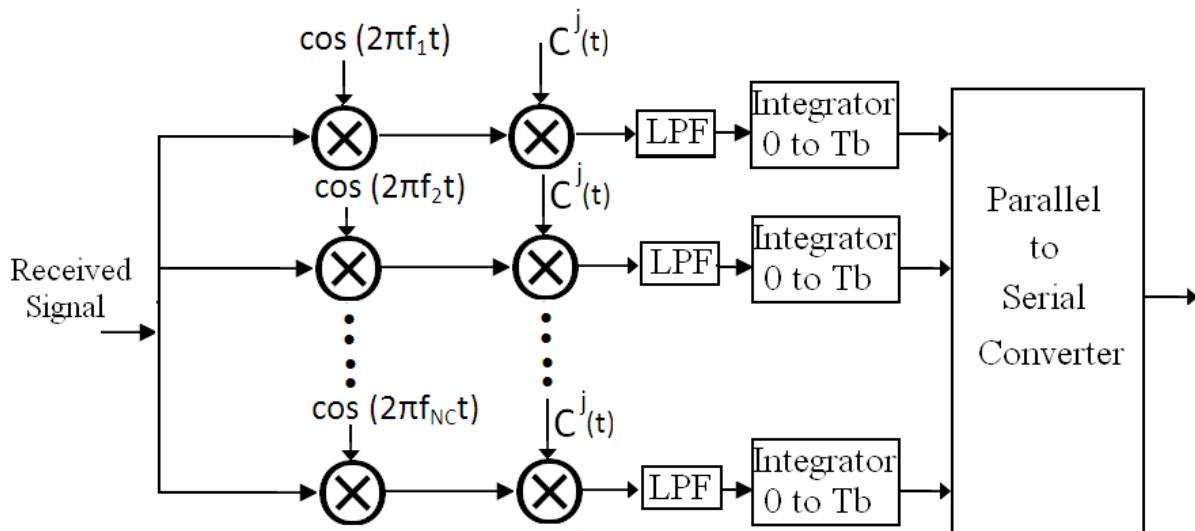 cos (2πf₁t)
C^j(t)
LPF
Integrator
0 to Tb
cos (2πf₂t)
C^j(t)
LPF
Integrator
0 to Tb
Received
Signal
Parallel
to
Serial
Converter
cos (2πf_NCt)
C^j(t)
LPF
Integrator
0 to Tb